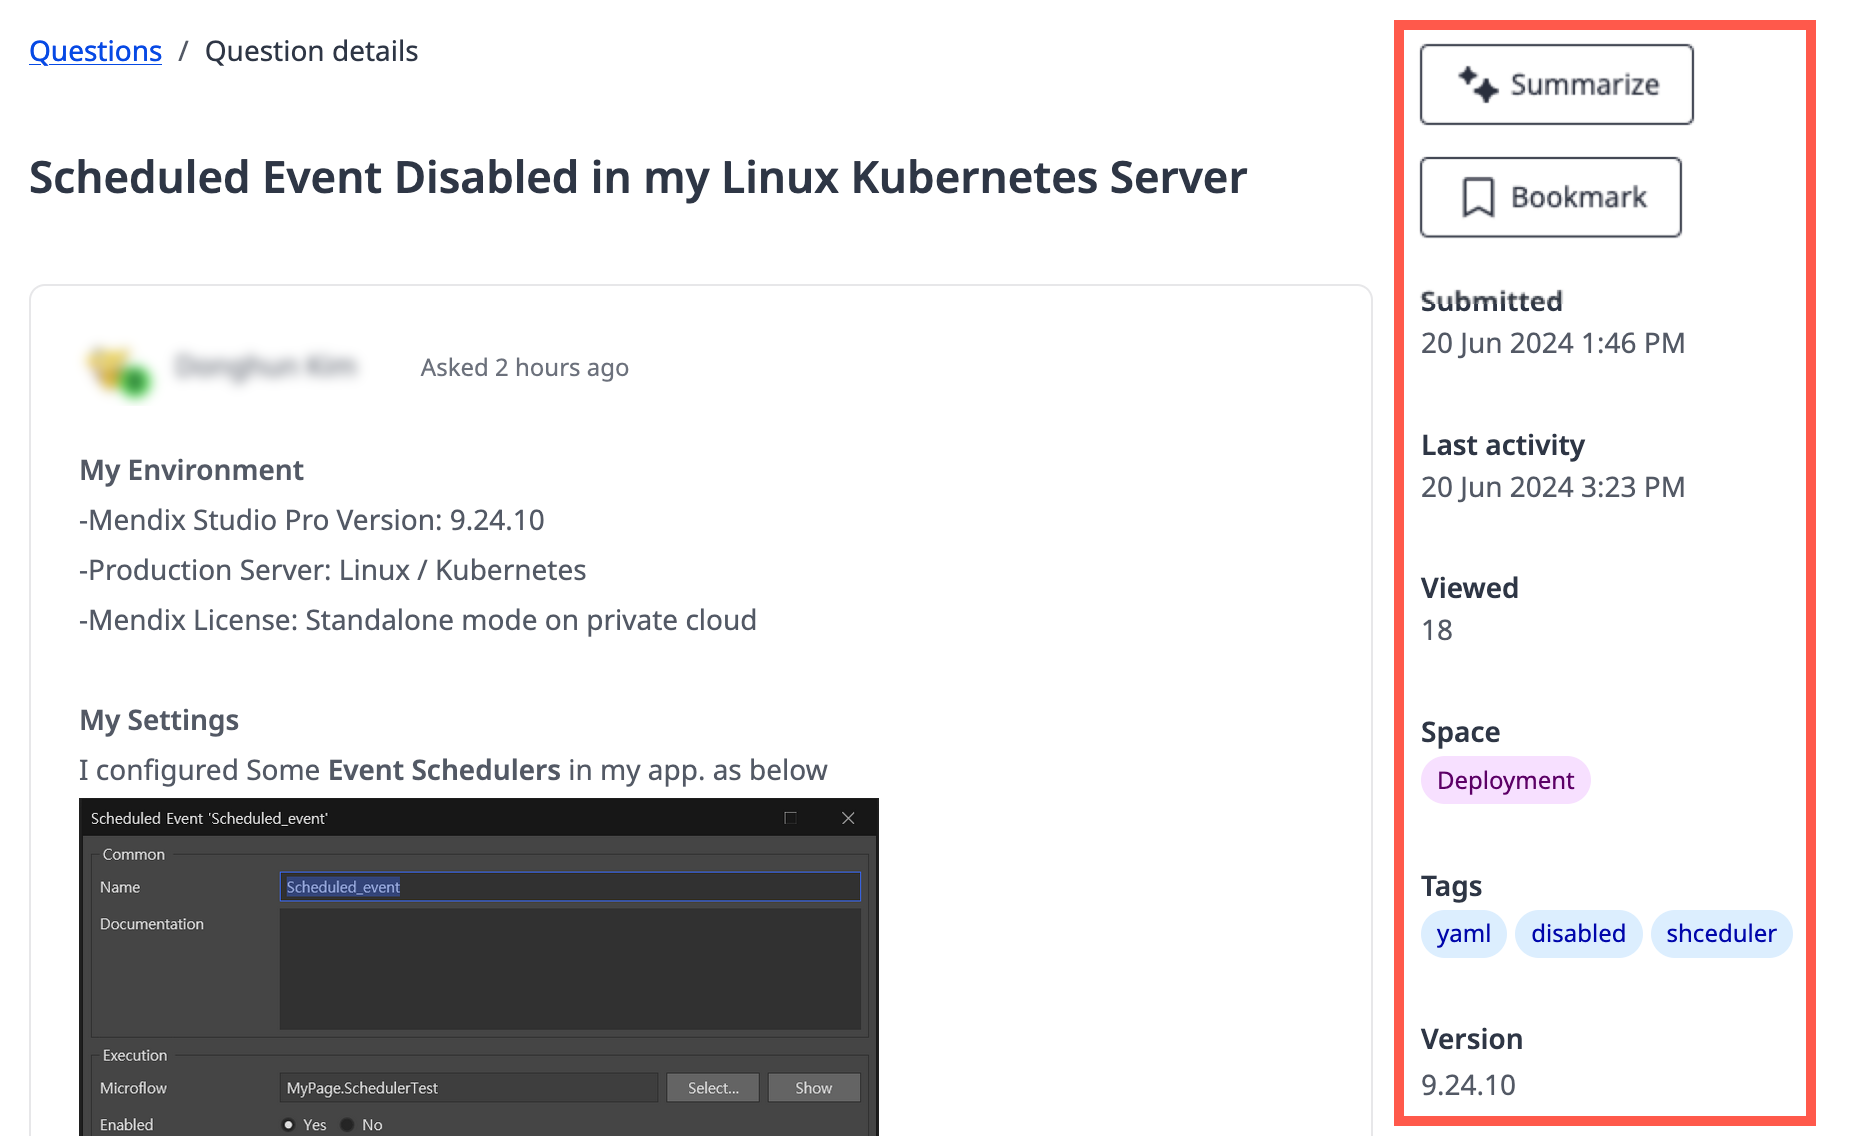 Questions / Question details
Scheduled Event Disabled in my Linux Kubernetes Server
Asked 2 hours ago
My Environment
-Mendix Studio Pro Version: 9.24.10
-Production Server: Linux / Kubernetes
-Mendix License: Standalone mode on private cloud
My Settings
I configured Some Event Schedulers in my app. as below
Scheduled Event 'Scheduled_event'
Common
Name Scheduled_event
Documentation
Execution
Microflow MyPage.SchedulerTest Select... Show
Enabled Yes No
Summarize
Bookmark
Submitted
20 Jun 2024 1:46 PM
Last activity
20 Jun 2024 3:23 PM
Viewed
18
Space
Deployment
Tags
yaml disabled shceduler
Version
9.24.10